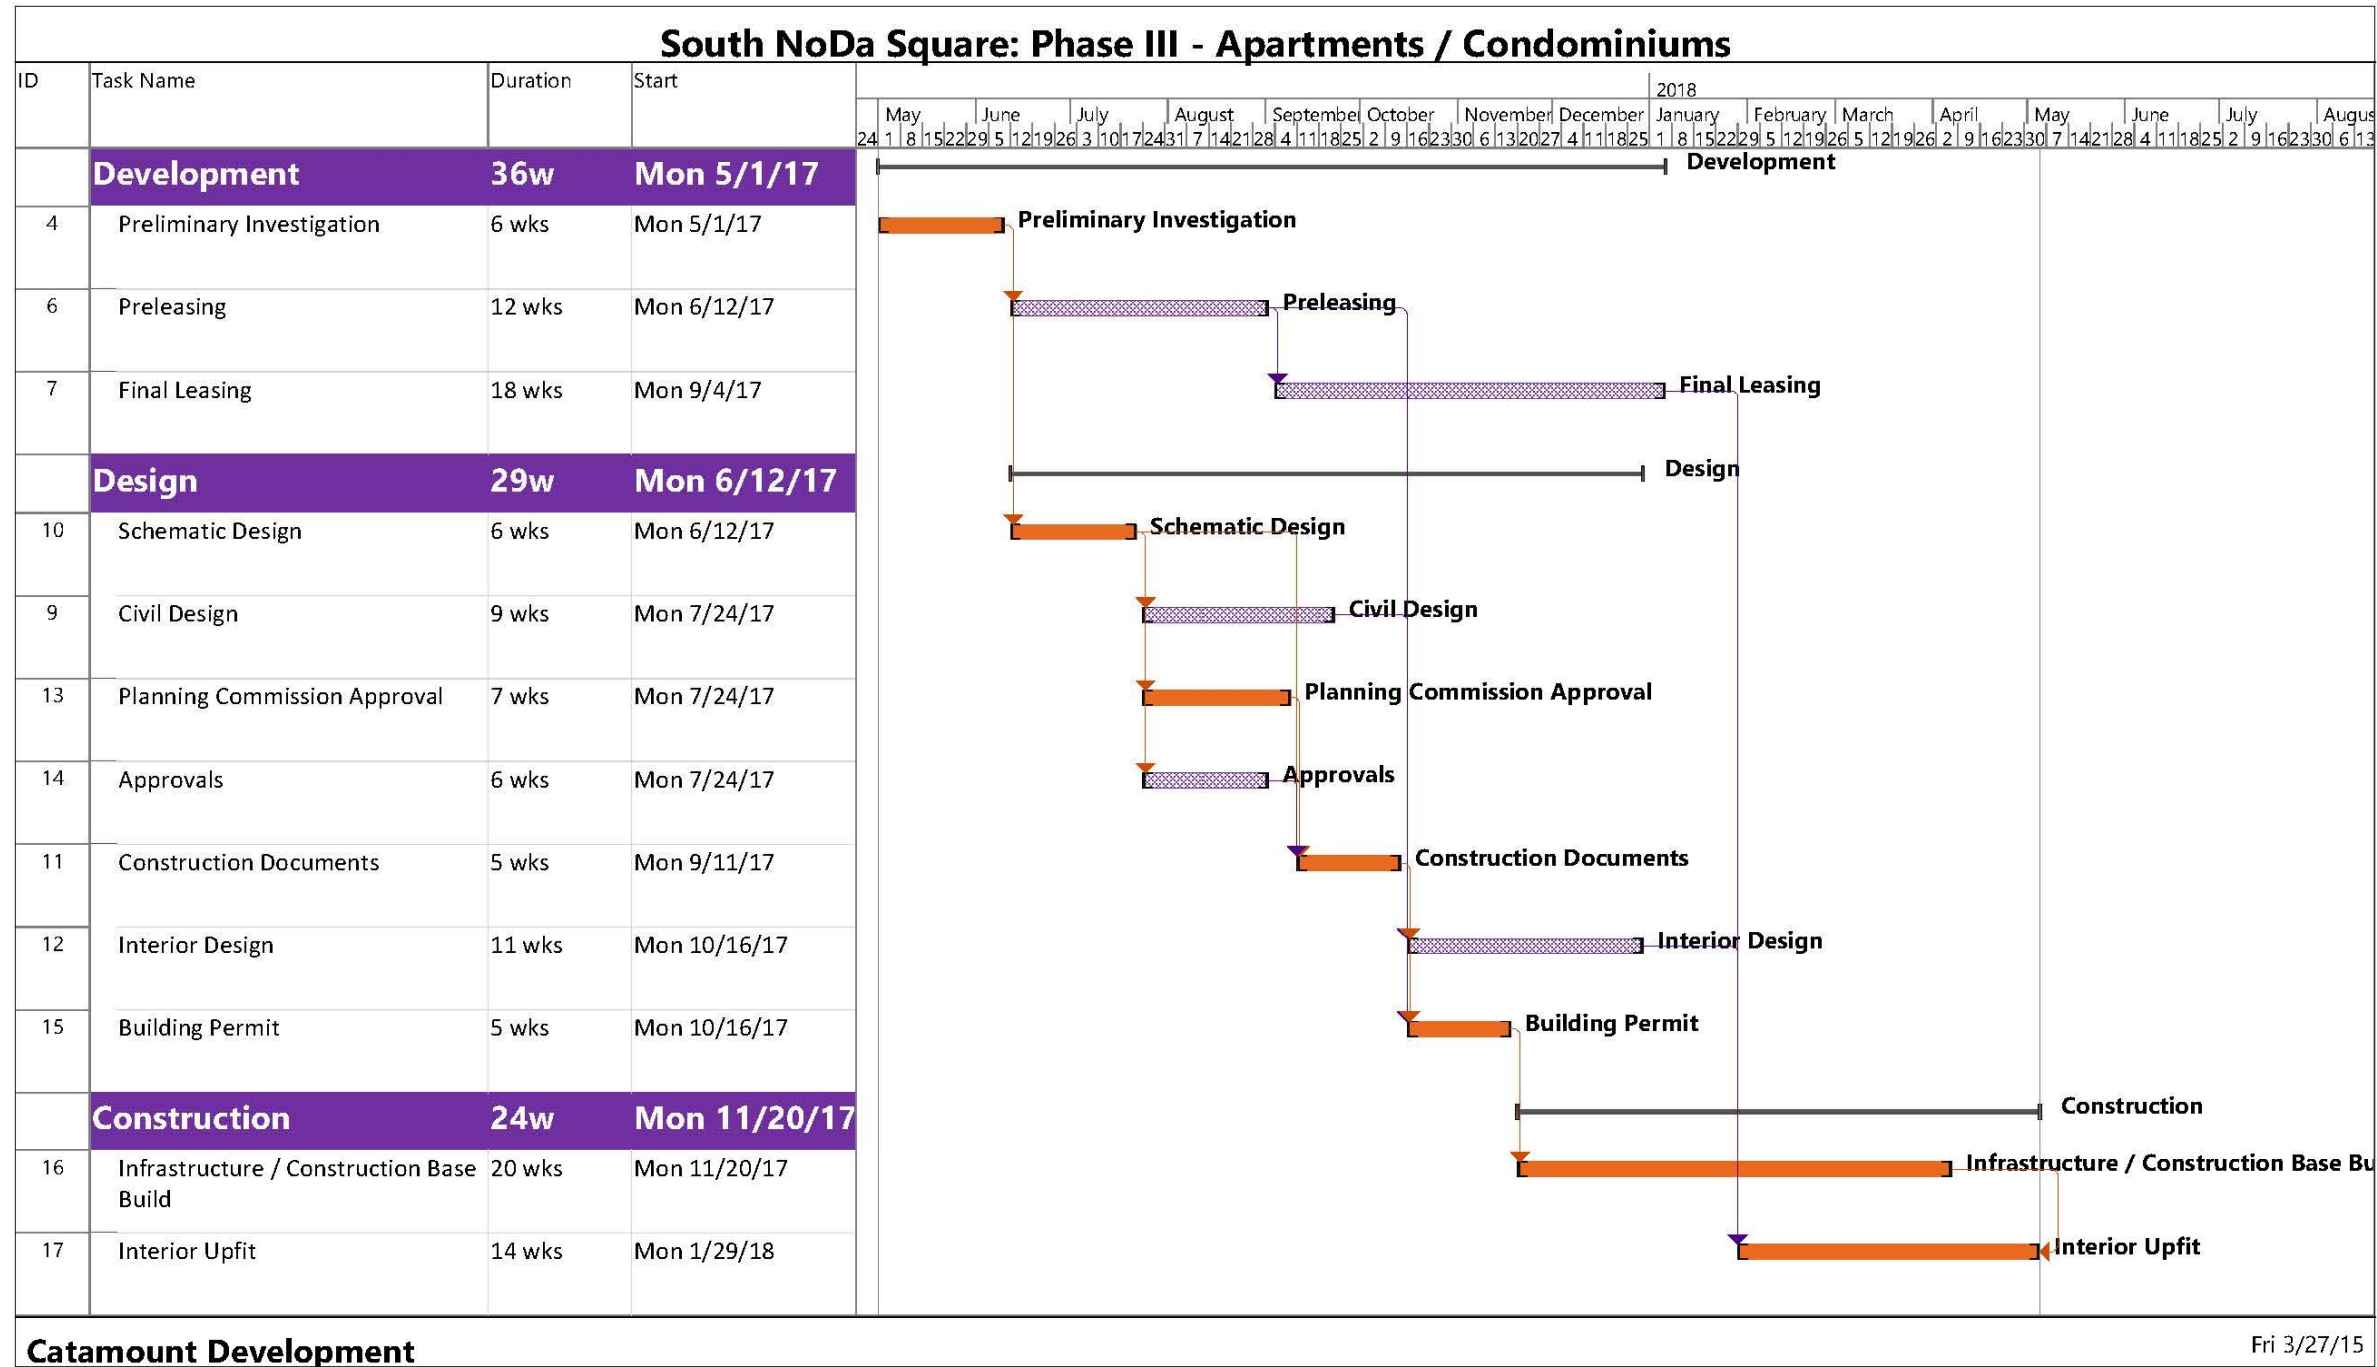 South NoDa Square: Phase III - Apartments / Condominiums
ID Task Name Duration Start
2018
May June July August September October November December January February March April May June July Augus
24 1 8 15 22 29 5 12 19 26 3 10 17 24 31 7 14 21 28 4 11 18 25 2 9 16 23 30 6 13 20 27 4 11 18 25 1 8 15 22 29 5 12 19 26 5 12 19 26 2 9 16 23 30 7 14 21 28 4 11 18 25 2 9 16 23 30 6 13
Development 36w Mon 5/1/17 Development
4 Preliminary Investigation 6 wks Mon 5/1/17 Preliminary Investigation
6 Preleasing 12 wks Mon 6/12/17 Preleasing
7 Final Leasing 18 wks Mon 9/4/17 Final Leasing
Design 29w Mon 6/12/17 Design
10 Schematic Design 6 wks Mon 6/12/17 Schematic Design
9 Civil Design 9 wks Mon 7/24/17 Civil Design
13 Planning Commission Approval 7 wks Mon 7/24/17 Planning Commission Approval
14 Approvals 6 wks Mon 7/24/17 Approvals
11 Construction Documents 5 wks Mon 9/11/17 Construction Documents
12 Interior Design 11 wks Mon 10/16/17 Interior Design
15 Building Permit 5 wks Mon 10/16/17 Building Permit
Construction 24w Mon 11/20/17 Construction
16 Infrastructure / Construction Base 20 wks Mon 11/20/17 Infrastructure / Construction Base Bu
Build
17 Interior Upfit 14 wks Mon 1/29/18 Interior Upfit
Catamount Development Fri 3/27/15